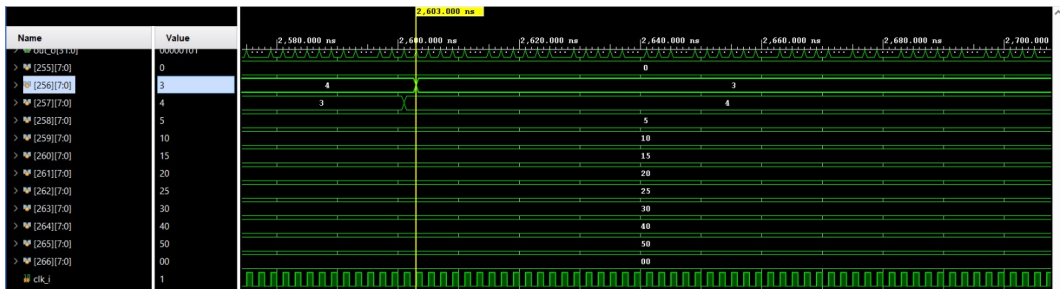 2,603.000 ns
Name Value
2,580.000 ns 2,600.000 ns 2,620.000 ns 2,640.000 ns 2,660.000 ns 2,680.000 ns 2,700.000
out_o[31:0] 00000101
[255][7:0] 0 0
[256][7:0] 3 4 3
[257][7:0] 4 3 4
[258][7:0] 5 5
[259][7:0] 10 10
[260][7:0] 15 15
[261][7:0] 20 20
[262][7:0] 25 25
[263][7:0] 30 30
[264][7:0] 40 40
[265][7:0] 50 50
[266][7:0] 00 00
clk_i 1